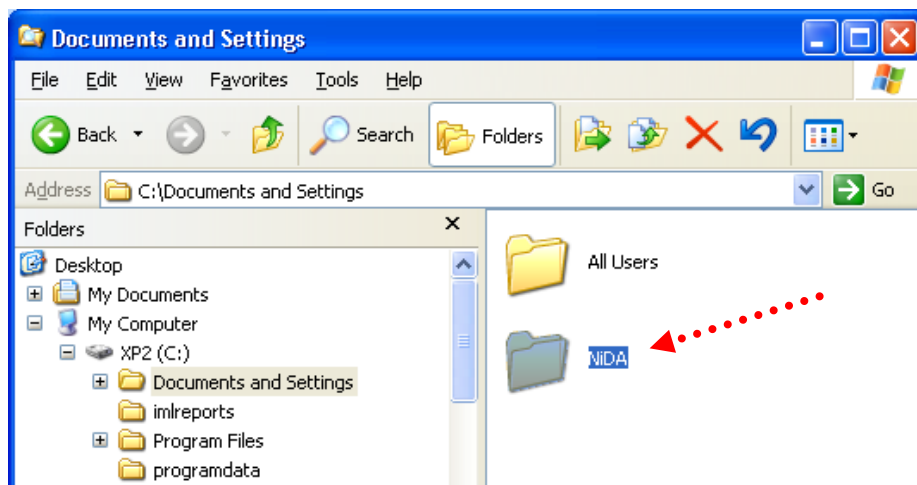 Documents and Settings
File Edit View Favorites Tools Help
Back Search Folders
Address C:\Documents and Settings Go
Folders
Desktop
My Documents
My Computer
XP2 (C:)
Documents and Settings
imlreports
Program Files
programdata
All Users
NiDA